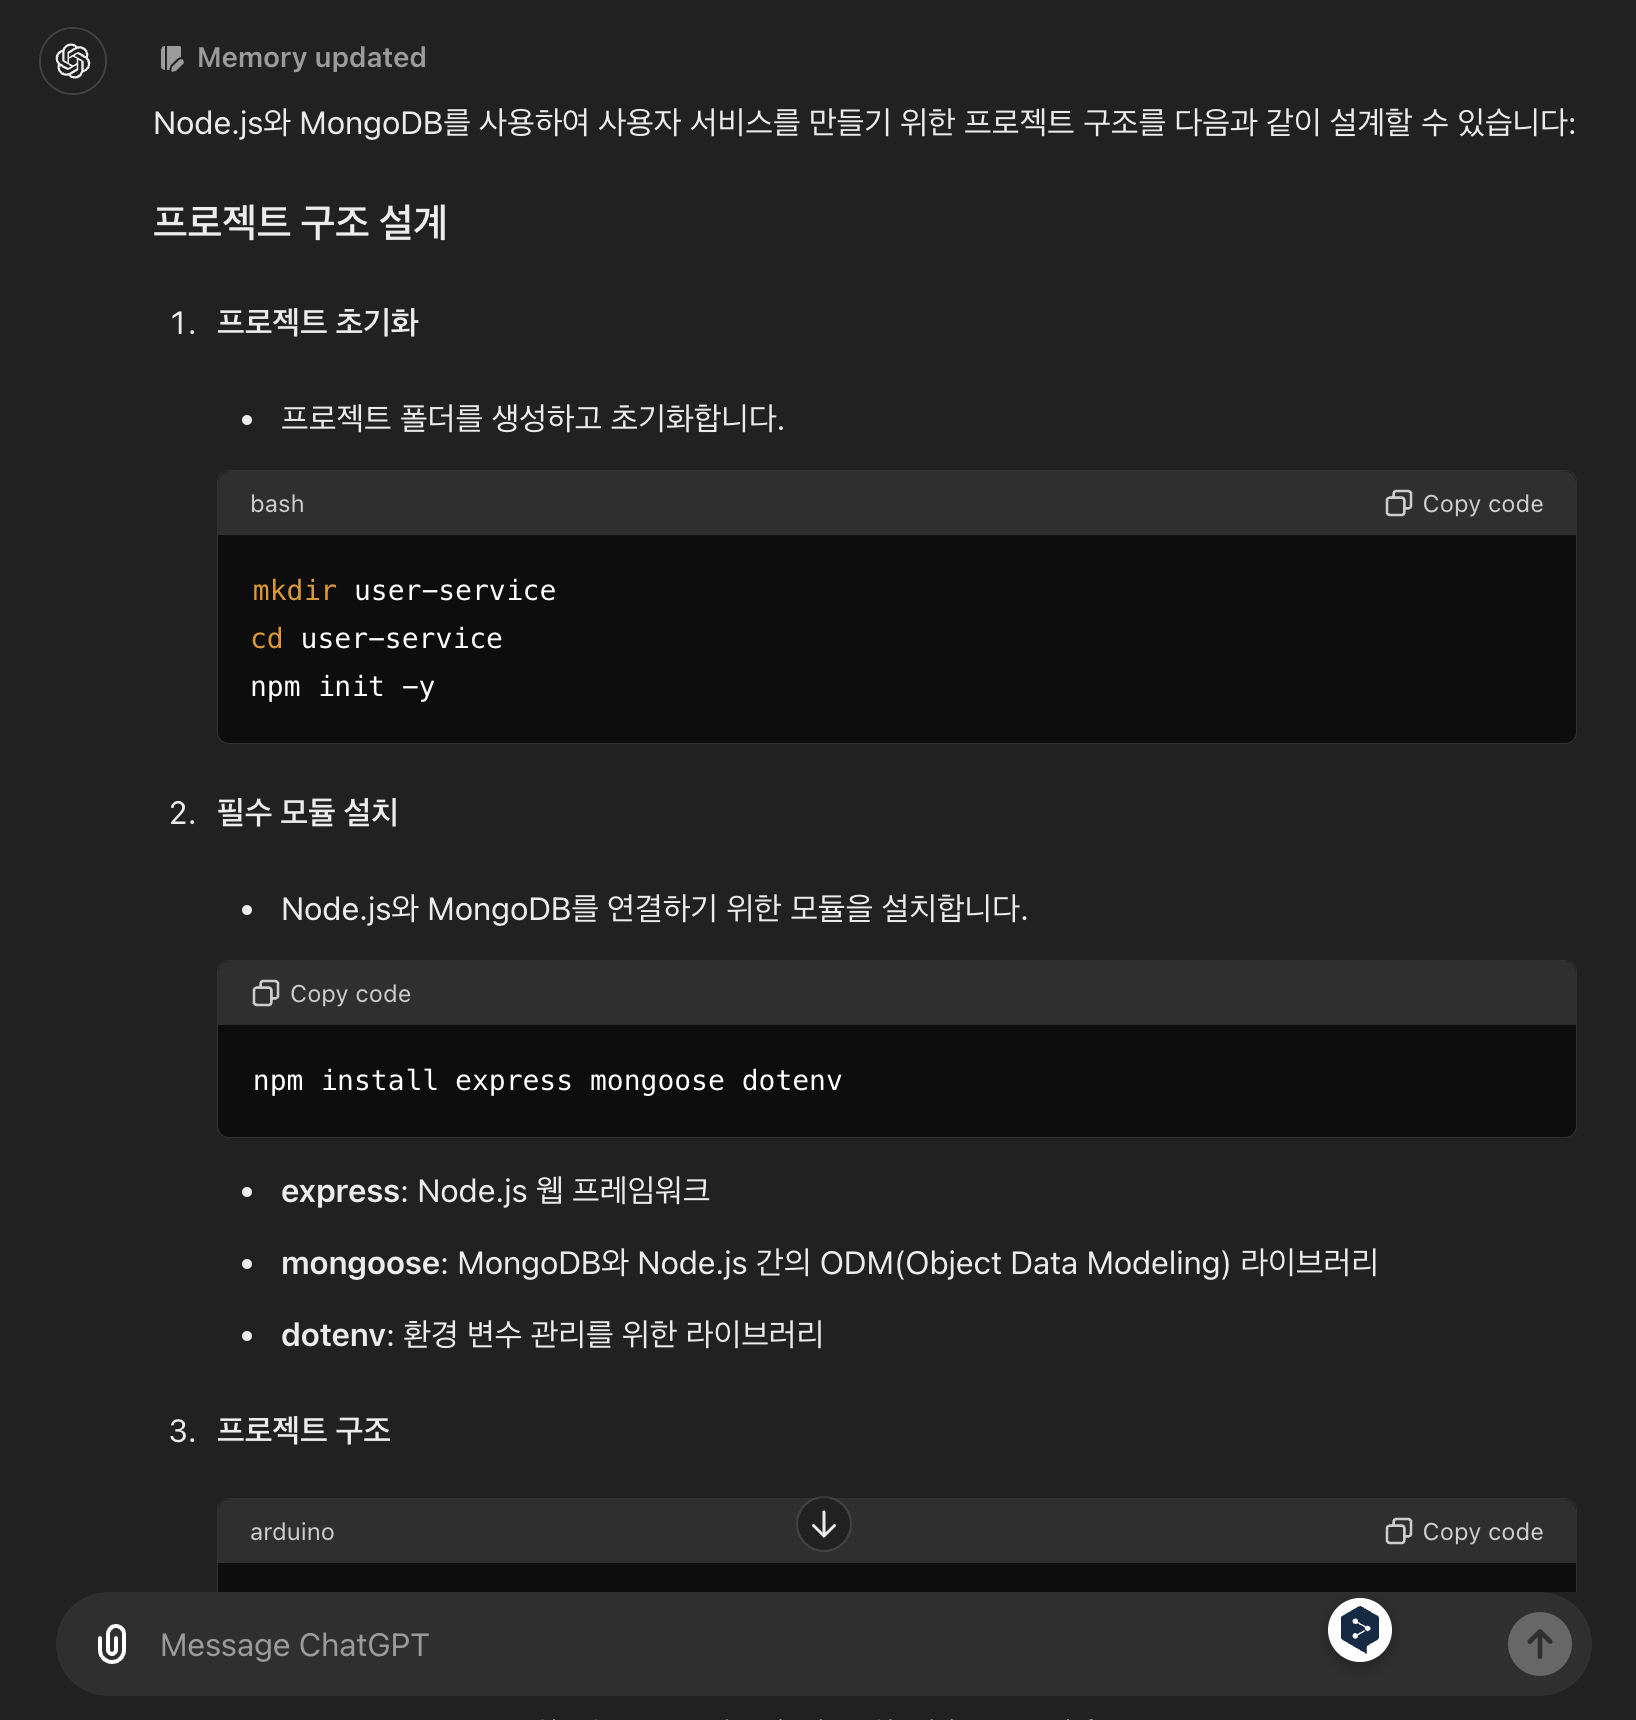 Memory updated
Node.js와 MongoDB를 사용하여 사용자 서비스를 만들기 위한 프로젝트 구조를 다음과 같이 설계할 수 있습니다:
프로젝트 구조 설계
1. 프로젝트 초기화
• 프로젝트 폴더를 생성하고 초기화합니다.
bash Copy code
mkdir user-service
cd user-service
npm init -y
2. 필수 모듈 설치
• Node.js와 MongoDB를 연결하기 위한 모듈을 설치합니다.
Copy code
npm install express mongoose dotenv
• express: Node.js 웹 프레임워크
• mongoose: MongoDB와 Node.js 간의 ODM(Object Data Modeling) 라이브러리
• dotenv: 환경 변수 관리를 위한 라이브러리
3. 프로젝트 구조
arduino Copy code
Message ChatGPT